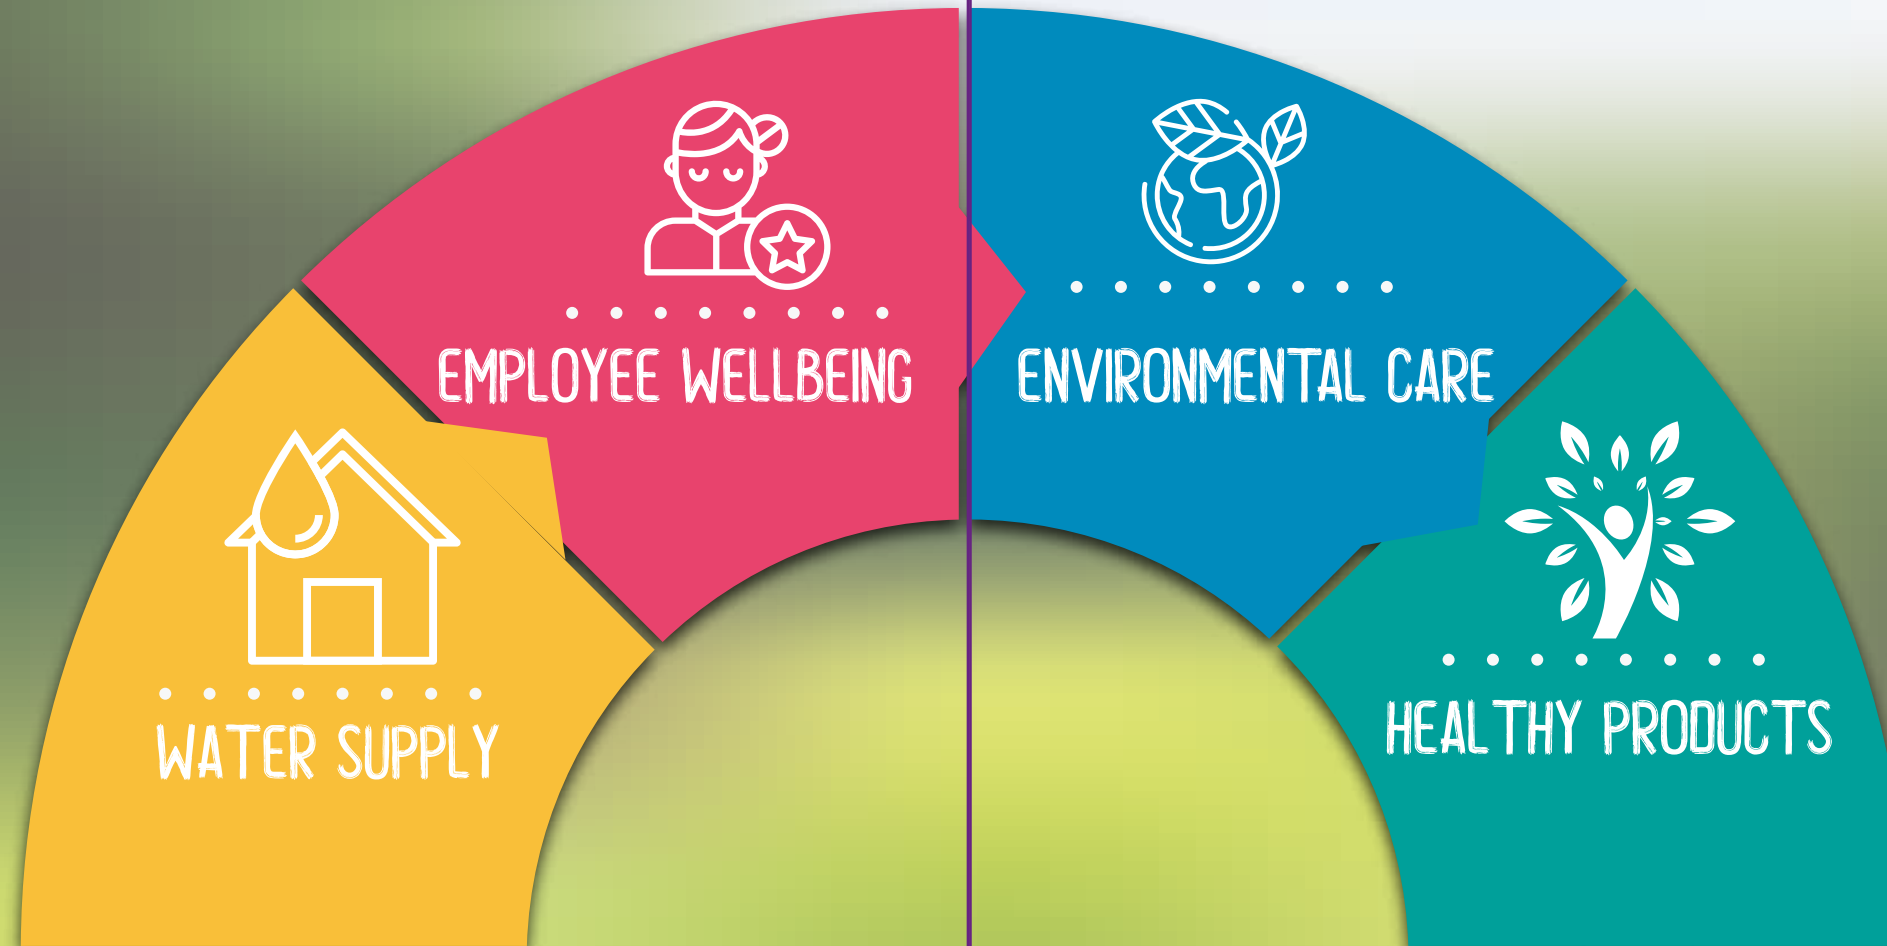 EMPLOYEE WELLBEING
ENVIRONMENTAL CARE
WATER SUPPLY
HEALTHY PRODUCTS